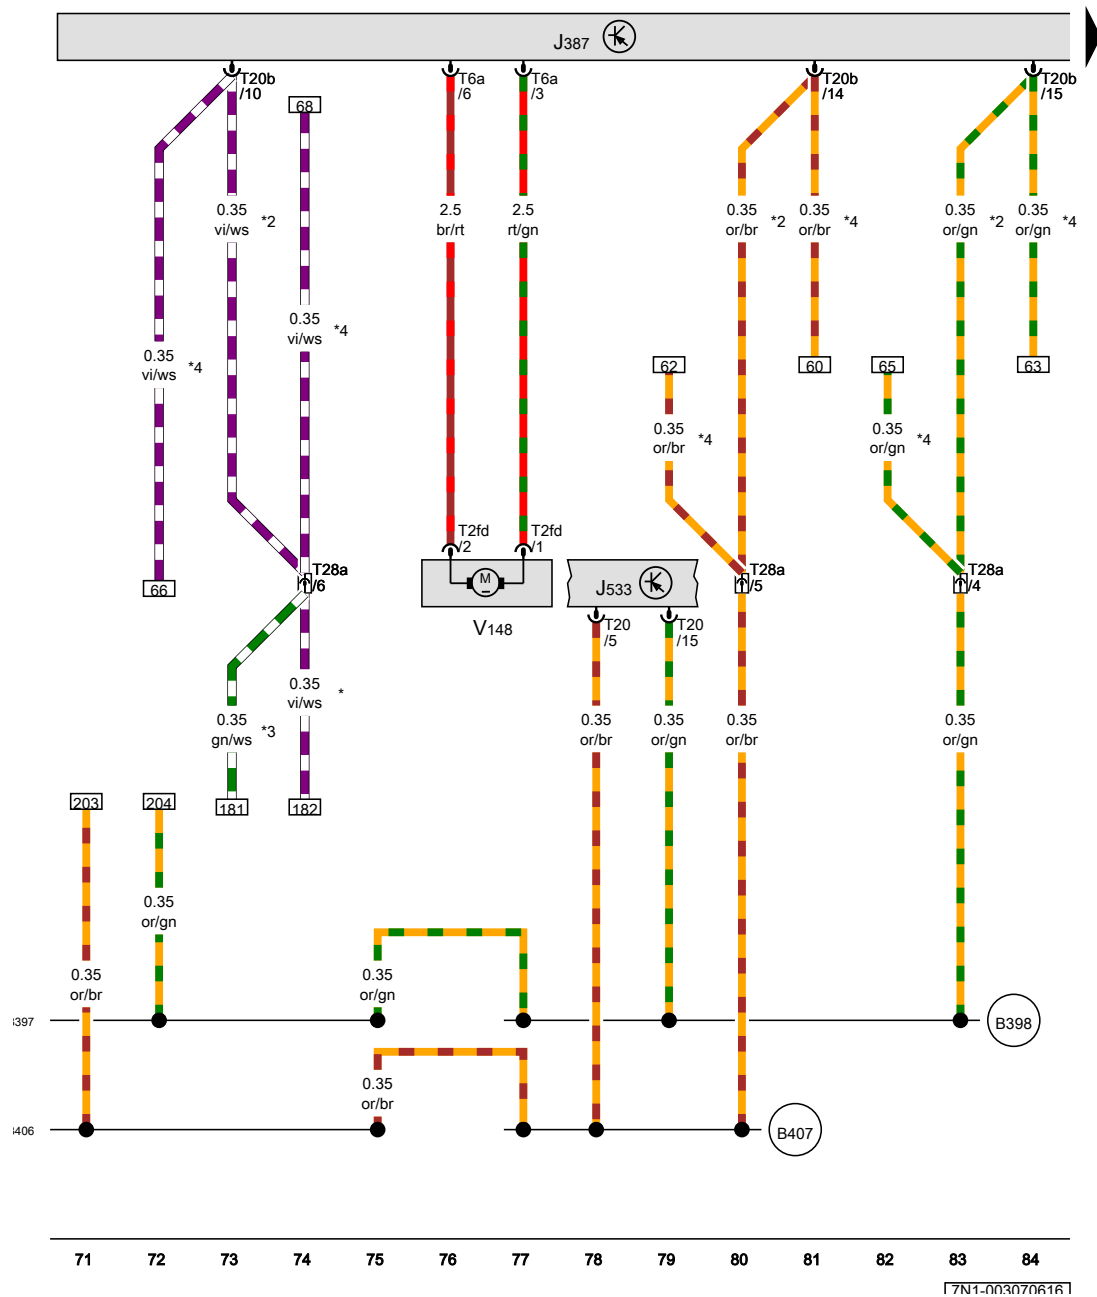 J387
T20b
/10
T6a
/6
T6a
/3
T20b
/14
T20b
/15
68
0.35
vi/ws
*2
2.5
br/rt
2.5
rt/gn
0.35
or/br
*2
0.35
or/br
*4
0.35
or/gn
*2
0.35
or/gn
*4
0.35
vi/ws
*4
0.35
vi/ws
*4
62
60
65
63
0.35
or/br
*4
0.35
or/gn
*4
T2fd
/2
T2fd
/1
66
T28a
/6
M
V148
J533
T28a
/5
T28a
/4
T20
/5
T20
/15
0.35
vi/ws
*
0.35
gn/ws
*3
0.35
or/br
0.35
or/gn
0.35
or/br
0.35
or/gn
203
204
181
182
0.35
or/gn
0.35
or/br
0.35
or/gn
397
B398
0.35
or/br
406
B407
71 72 73 74 75 76 77 78 79 80 81 82 83 84
7N1-003070616